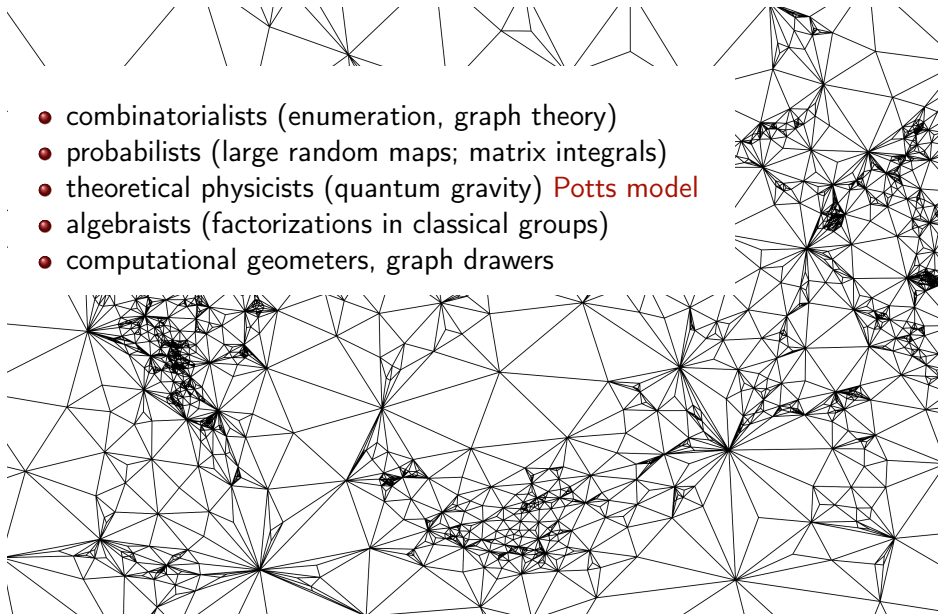 combinatorialists (enumeration, graph theory)
probabilists (large random maps; matrix integrals)
theoretical physicists (quantum gravity) Potts model
algebraists (factorizations in classical groups)
computational geometers, graph drawers